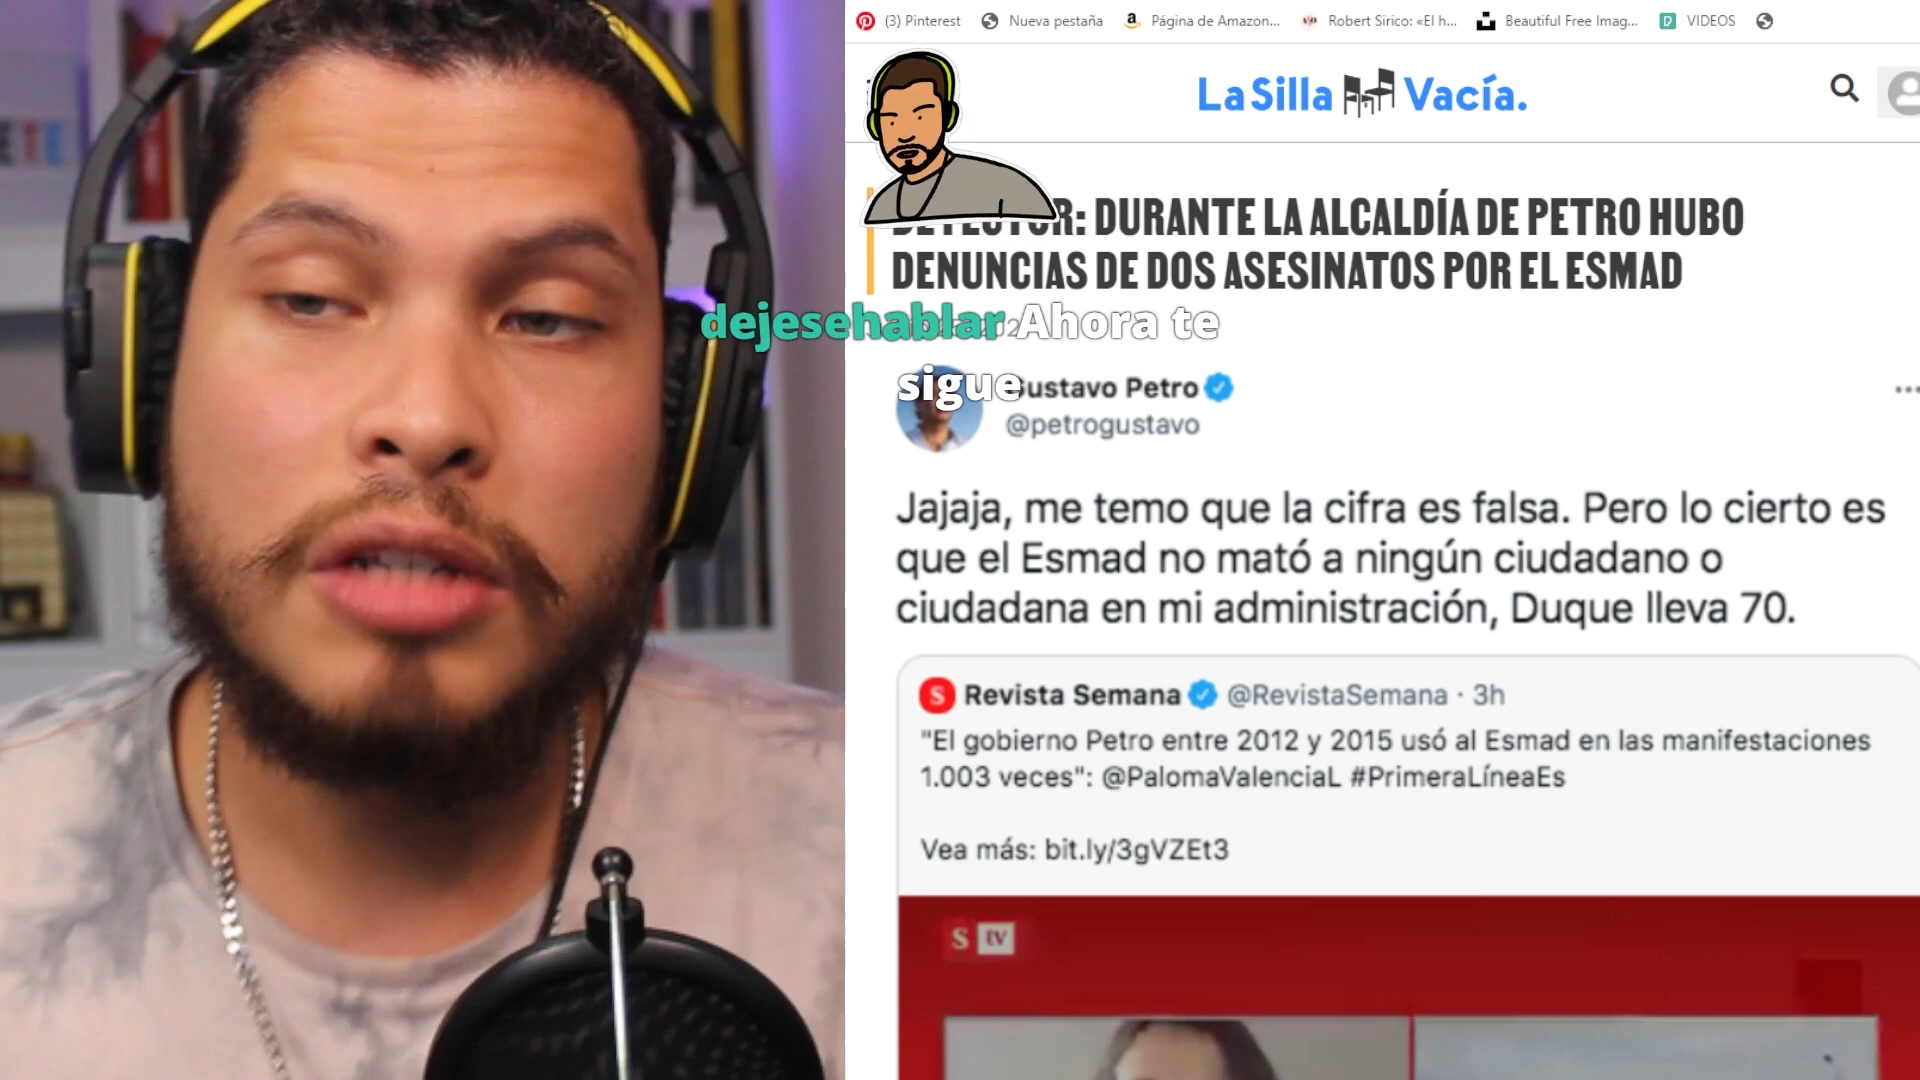 (3) Pinterest Nueva pestaña Página de Amazon... Robert Sirico: «El h... Beautiful Free Imag... VIDEOS
La Silla Vacía.
DETECTOR: DURANTE LA ALCALDÍA DE PETRO HUBO
DENUNCIAS DE DOS ASESINATOS POR EL ESMAD
dejesehablar Ahora te
sigue
Gustavo Petro
@petrogustavo
Jajaja, me temo que la cifra es falsa. Pero lo cierto es
que el Esmad no mató a ningún ciudadano o
ciudadana en mi administración, Duque lleva 70.
S Revista Semana @RevistaSemana · 3h
"El gobierno Petro entre 2012 y 2015 usó al Esmad en las manifestaciones
1.003 veces": @PalomaValenciaL #PrimeraLíneaEs
Vea más: bit.ly/3gVZEt3
S tv